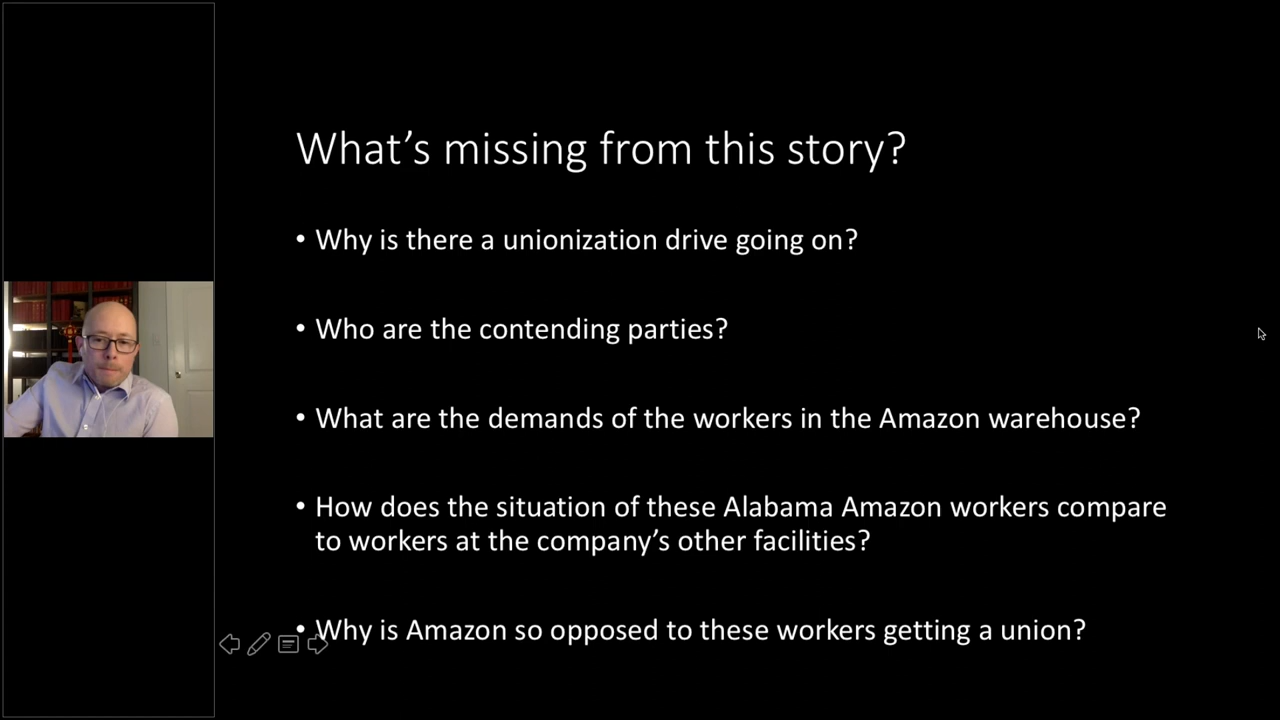 What’s missing from this story?
• Why is there a unionization drive going on?
• Who are the contending parties?
• What are the demands of the workers in the Amazon warehouse?
• How does the situation of these Alabama Amazon workers compare
to workers at the company’s other facilities?
• Why is Amazon so opposed to these workers getting a union?